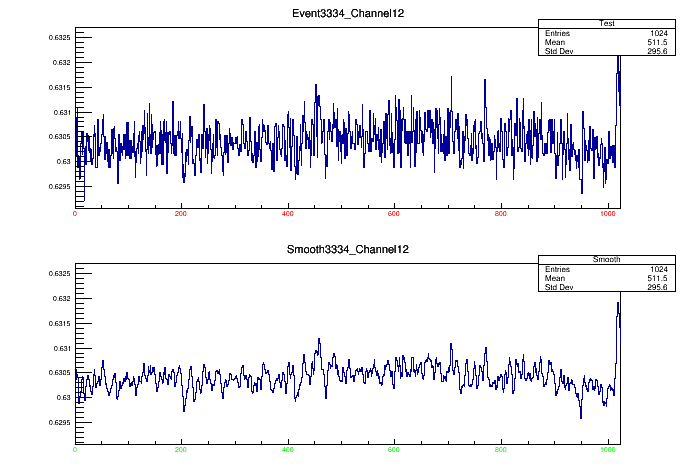 Event3334_Channel12
Test
Entries 1024
Mean 511.5
Std Dev 295.6
0.6325
0.632
0.6315
0.631
0.6305
0.63
0.6295
0 200 400 600 800 1000
Smooth3334_Channel12
Smooth
Entries 1024
Mean 511.5
Std Dev 295.6
0.6325
0.632
0.6315
0.631
0.6305
0.63
0.6295
0 200 400 600 800 1000